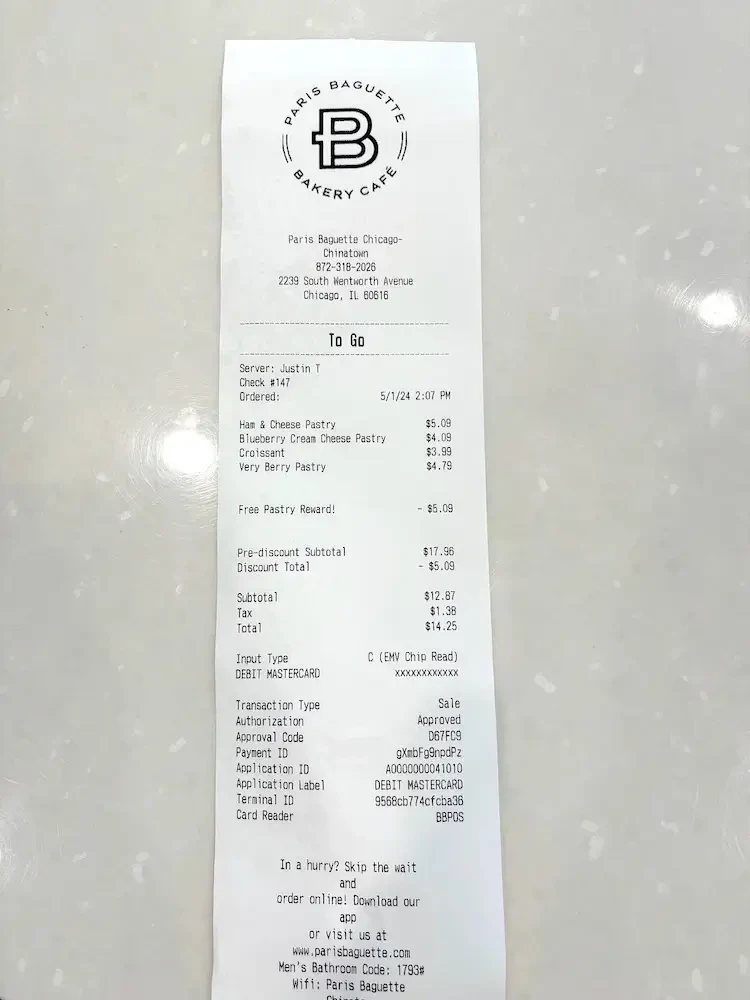 PARIS BAGUETTE
B
BAKERY CAFÉ
Paris Baguette Chicago-
Chinatown
872-318-2026
2239 South Wentworth Avenue
Chicago, IL 60616
To Go
Server: Justin T
Check #147
Ordered: 5/1/24 2:07 PM
Ham & Cheese Pastry $5.09
Blueberry Cream Cheese Pastry $4.09
Croissant $3.99
Very Berry Pastry $4.79
Free Pastry Reward! - $5.09
Pre-discount Subtotal $17.96
Discount Total - $5.09
Subtotal $12.87
Tax $1.38
Total $14.25
Input Type C (EMV Chip Read)
DEBIT MASTERCARD xxxxxxxxxxxx
Transaction Type Sale
Authorization Approved
Approval Code D67FC9
Payment ID gXmbFg9npdPz
Application ID A0000000041010
Application Label DEBIT MASTERCARD
Terminal ID 9568cb774cfcba36
Card Reader BBPOS
In a hurry? Skip the wait
and
order online! Download our
app
or visit us at
www.parisbaguette.com
Men's Bathroom Code: 1793#
Wifi: Paris Baguette